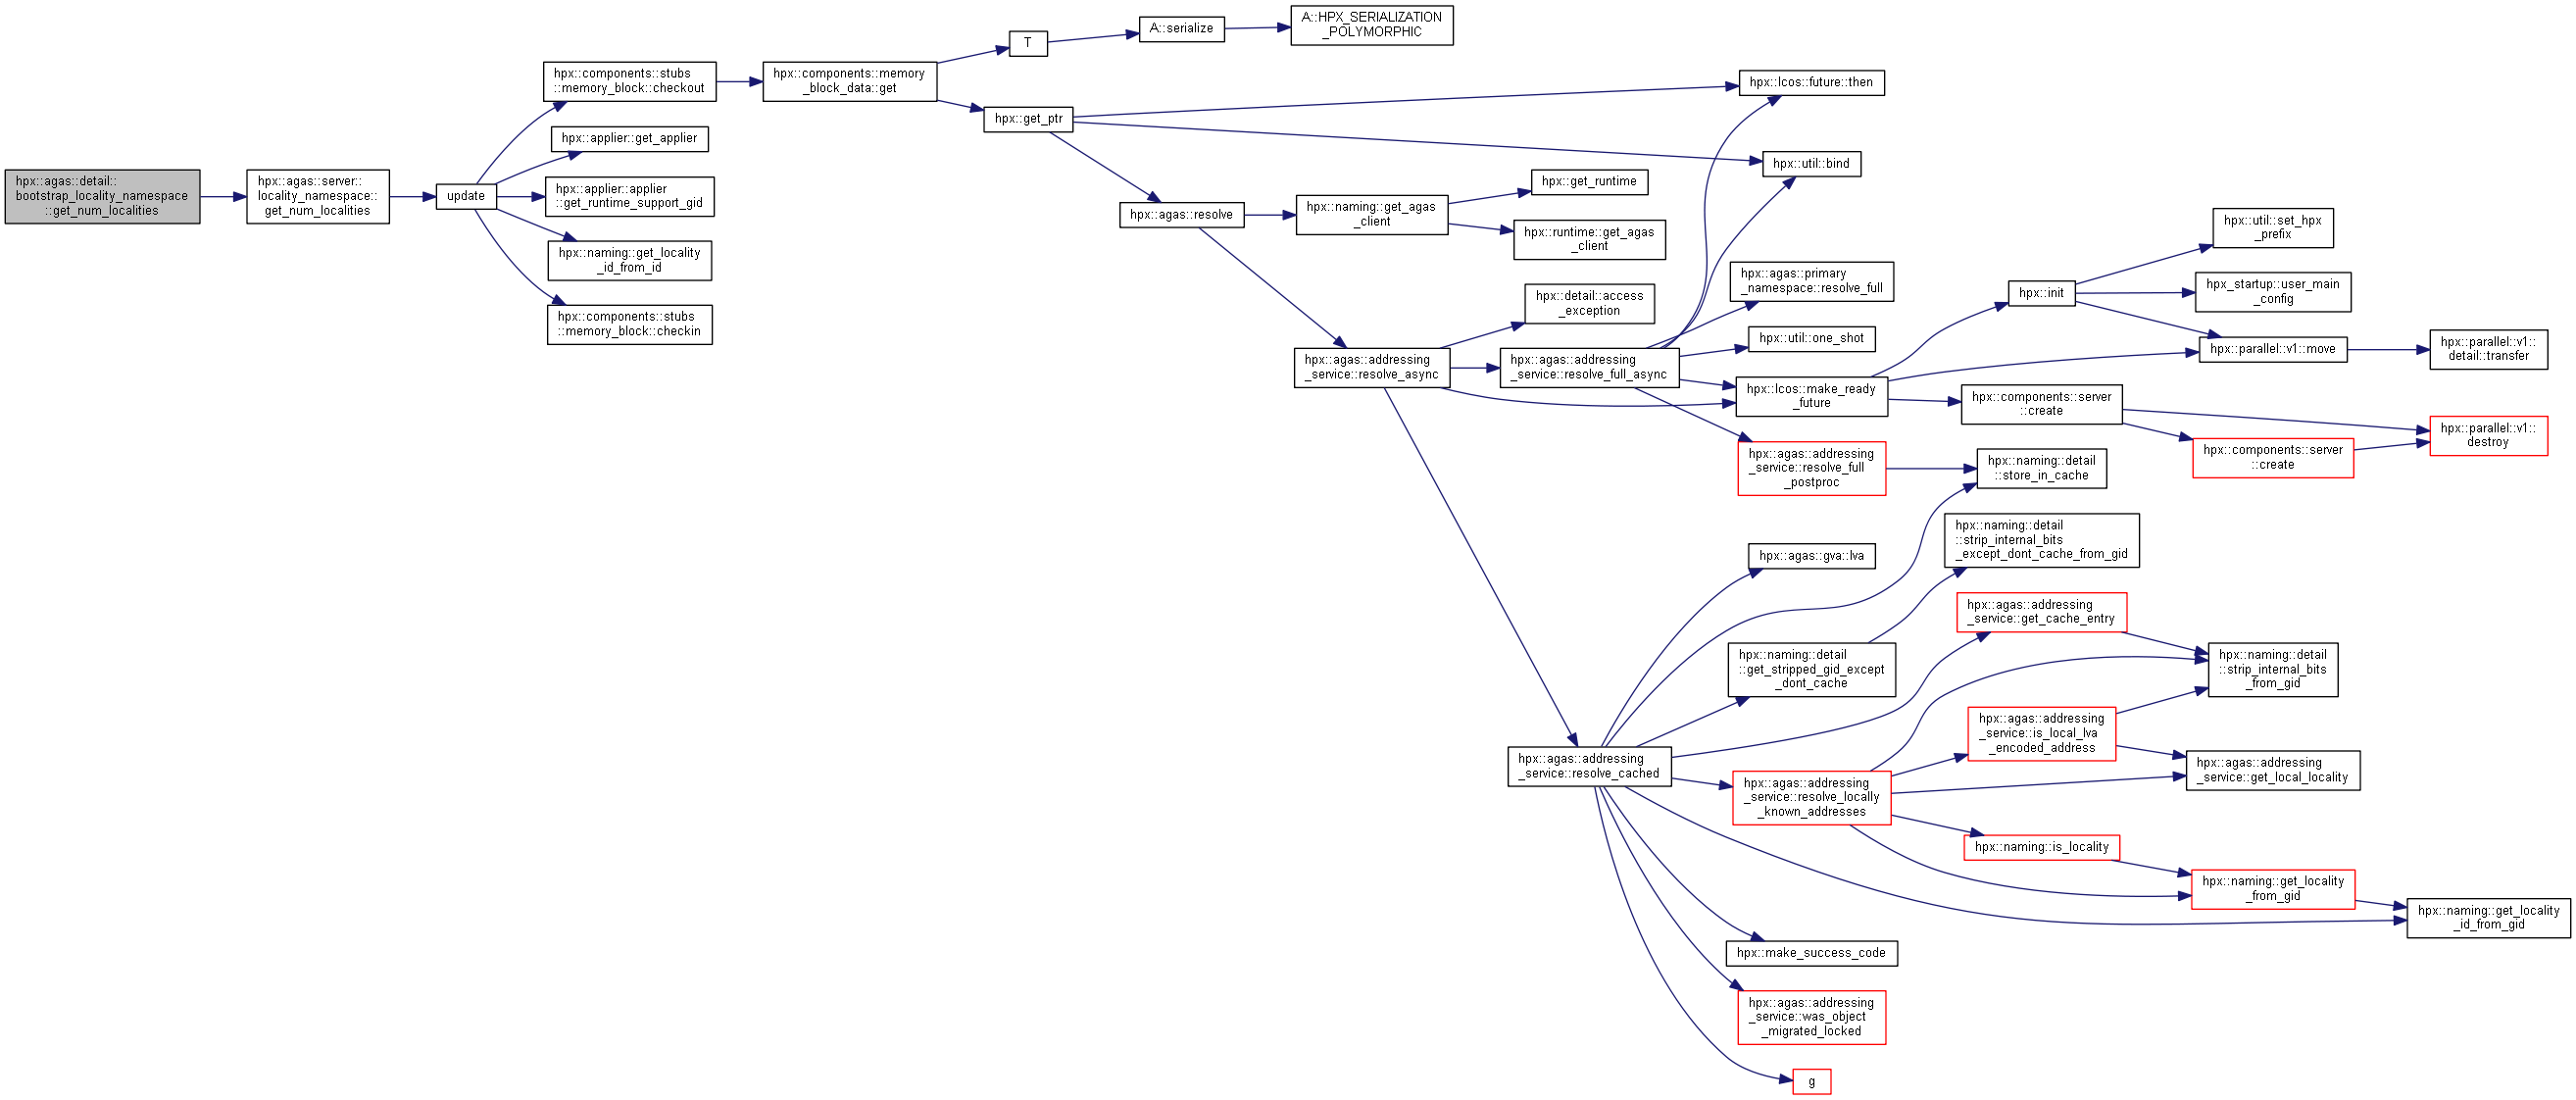 hpx::agas::detail::
bootstrap_locality_namespace
::get_num_localities
hpx::agas::server::
locality_namespace::
get_num_localities
update
hpx::components::stubs
::memory_block::checkout
hpx::applier::get_applier
hpx::applier::applier
::get_runtime_support_gid
hpx::naming::get_locality
_id_from_id
hpx::components::stubs
::memory_block::checkin
hpx::components::memory
_block_data::get
T
A::serialize
A::HPX_SERIALIZATION
_POLYMORPHIC
hpx::get_ptr
hpx::lcos::future::then
hpx::util::bind
hpx::agas::resolve
hpx::naming::get_agas
_client
hpx::get_runtime
hpx::runtime::get_agas
_client
hpx::agas::addressing
_service::resolve_async
hpx::detail::access
_exception
hpx::agas::addressing
_service::resolve_full_async
hpx::agas::primary
_namespace::resolve_full
hpx::util::one_shot
hpx::lcos::make_ready
_future
hpx::agas::addressing
_service::resolve_full
_postproc
hpx::init
hpx::util::set_hpx
_prefix
hpx_startup::user_main
_config
hpx::parallel::v1::move
hpx::parallel::v1::
detail::transfer
hpx::components::server
::create
hpx::components::server
::create
hpx::parallel::v1::
destroy
hpx::naming::detail
::store_in_cache
hpx::agas::addressing
_service::resolve_cached
hpx::agas::gva::lva
hpx::naming::detail
::get_stripped_gid_except
_dont_cache
hpx::naming::detail
::strip_internal_bits
_except_dont_cache_from_gid
hpx::agas::addressing
_service::get_cache_entry
hpx::naming::detail
::strip_internal_bits
_from_gid
hpx::agas::addressing
_service::resolve_locally
_known_addresses
hpx::agas::addressing
_service::is_local_lva
_encoded_address
hpx::agas::addressing
_service::get_local_locality
hpx::naming::is_locality
hpx::naming::get_locality
_from_gid
hpx::naming::get_locality
_id_from_gid
hpx::make_success_code
hpx::agas::addressing
_service::was_object
_migrated_locked
g